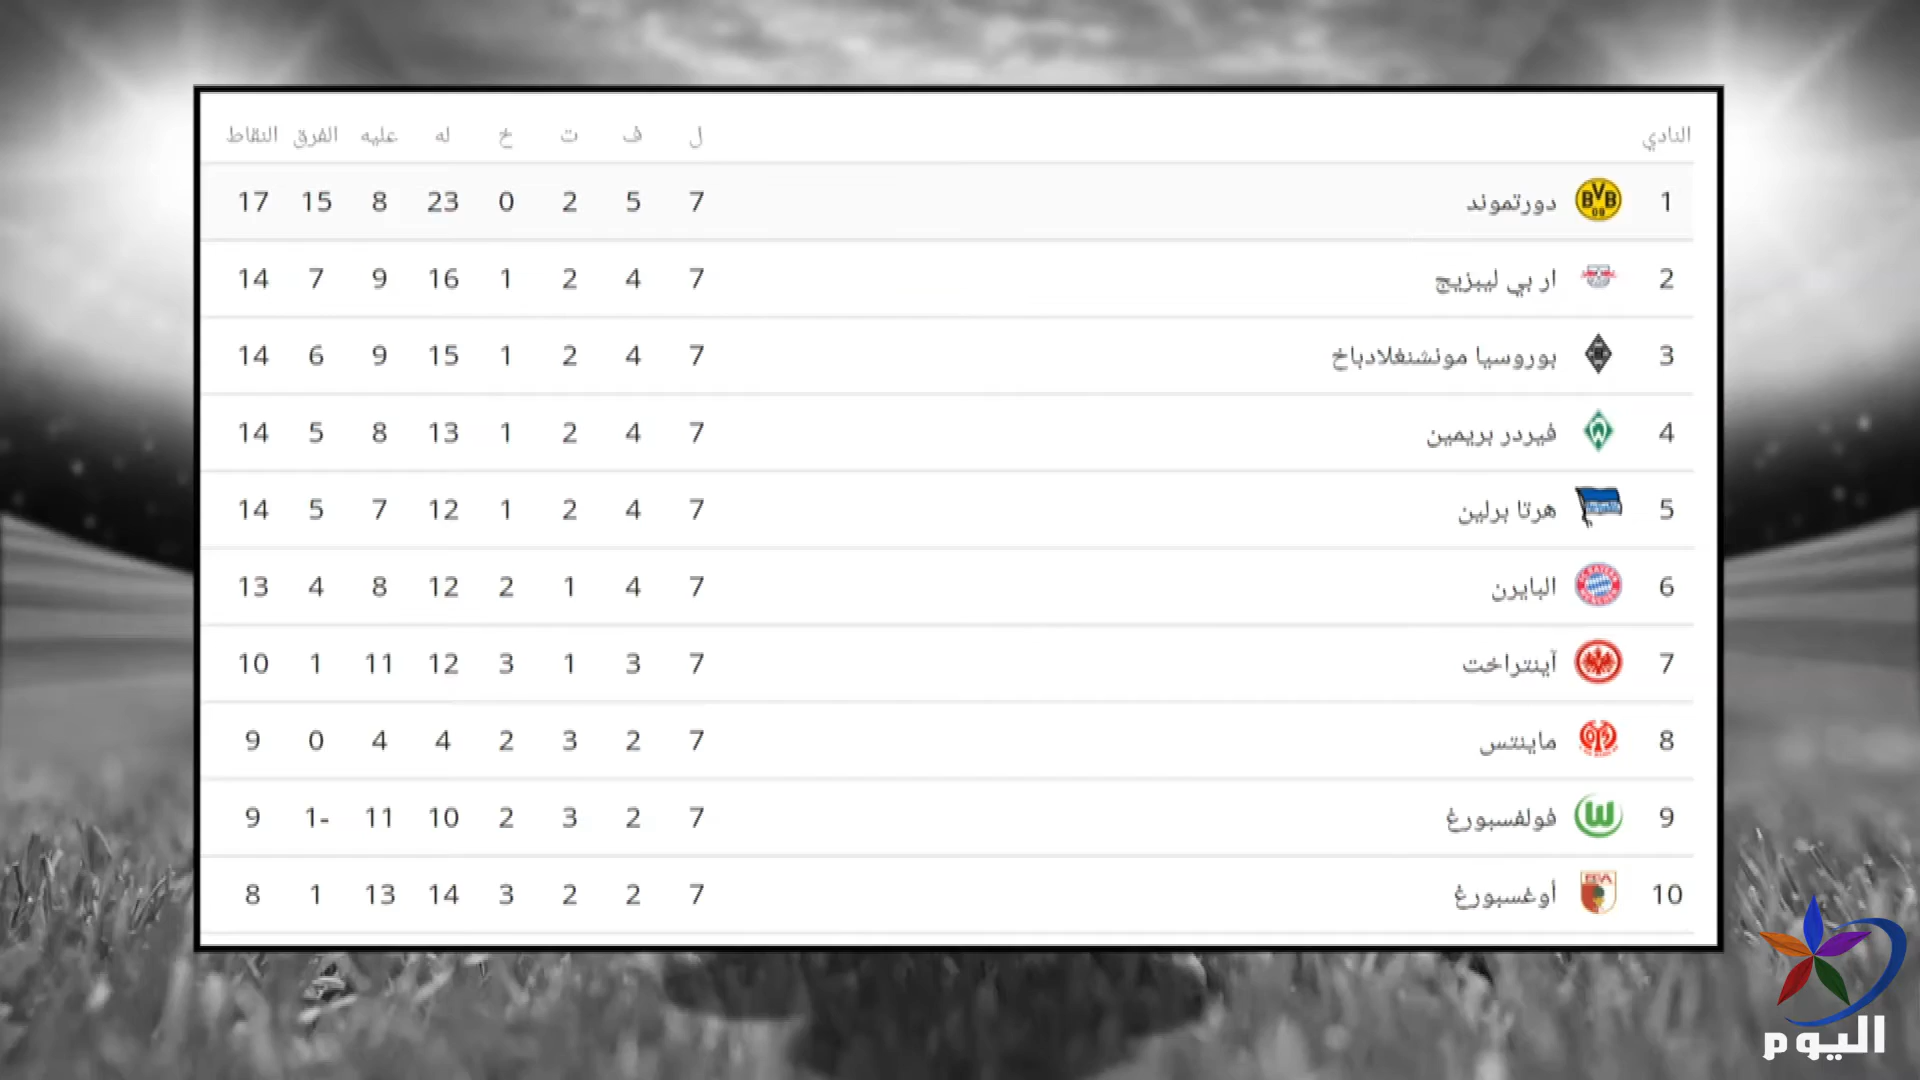 النادي ل ف ت خ له عليه الفرق النقاط
1 BVB 09 دورتموند 7 5 2 0 23 8 15 17
2 ار بي ليبزيج 7 4 2 1 16 9 7 14
3 بوروسيا مونشنغلادباخ 7 4 2 1 15 9 6 14
4 فيردر بريمين 7 4 2 1 13 8 5 14
5 هرتا برلين 7 4 2 1 12 7 5 14
6 البايرن 7 4 1 2 12 8 4 13
7 آينتراخت 7 3 1 3 12 11 1 10
8 ماينتس 7 2 3 2 4 4 0 9
9 فولفسبورغ 7 2 3 2 10 11 1- 9
10 أوغسبورغ 7 2 2 3 14 13 1 8
اليوم